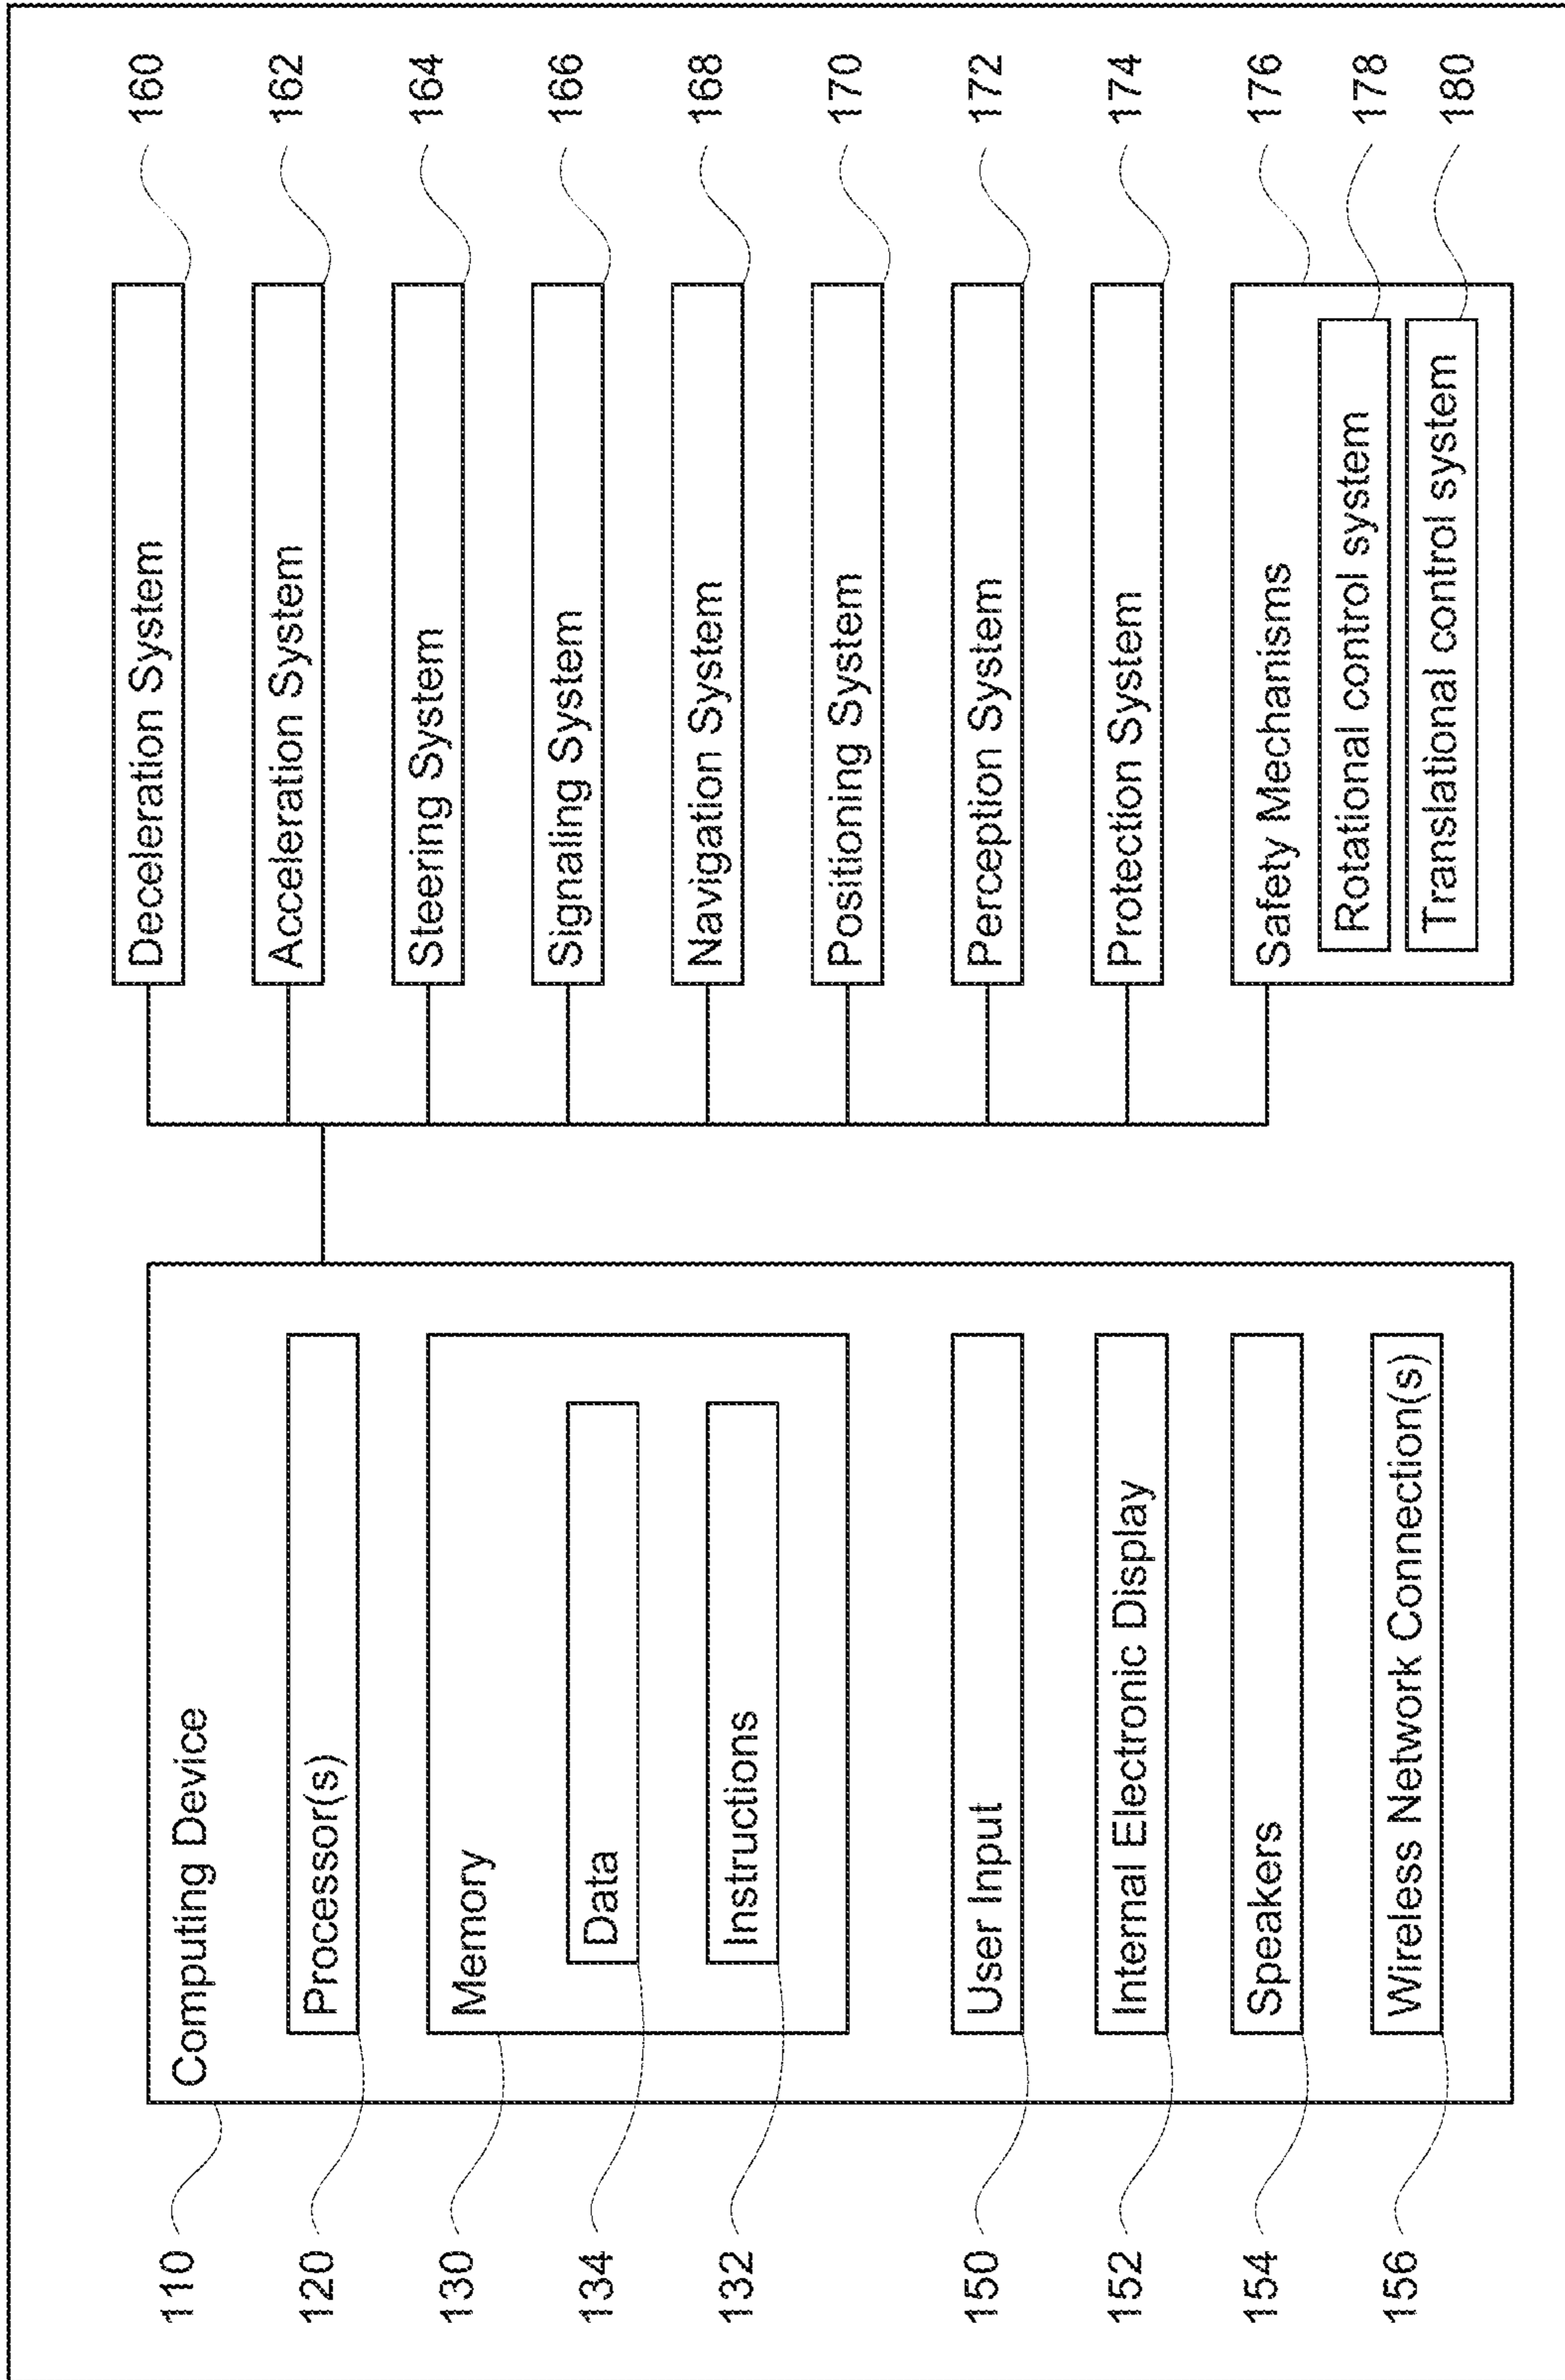 110
Computing Device
120
Processor(s)
130
Memory
134
Data
132
Instructions
150
User Input
152
Internal Electronic Display
154
Speakers
156
Wireless Network Connection(s)
Deceleration System
160
Acceleration System
162
Steering System
164
Signaling System
166
Navigation System
168
Positioning System
170
Perception System
172
Protection System
174
Safety Mechanisms
176
Rotational control system
178
Translational control system
180